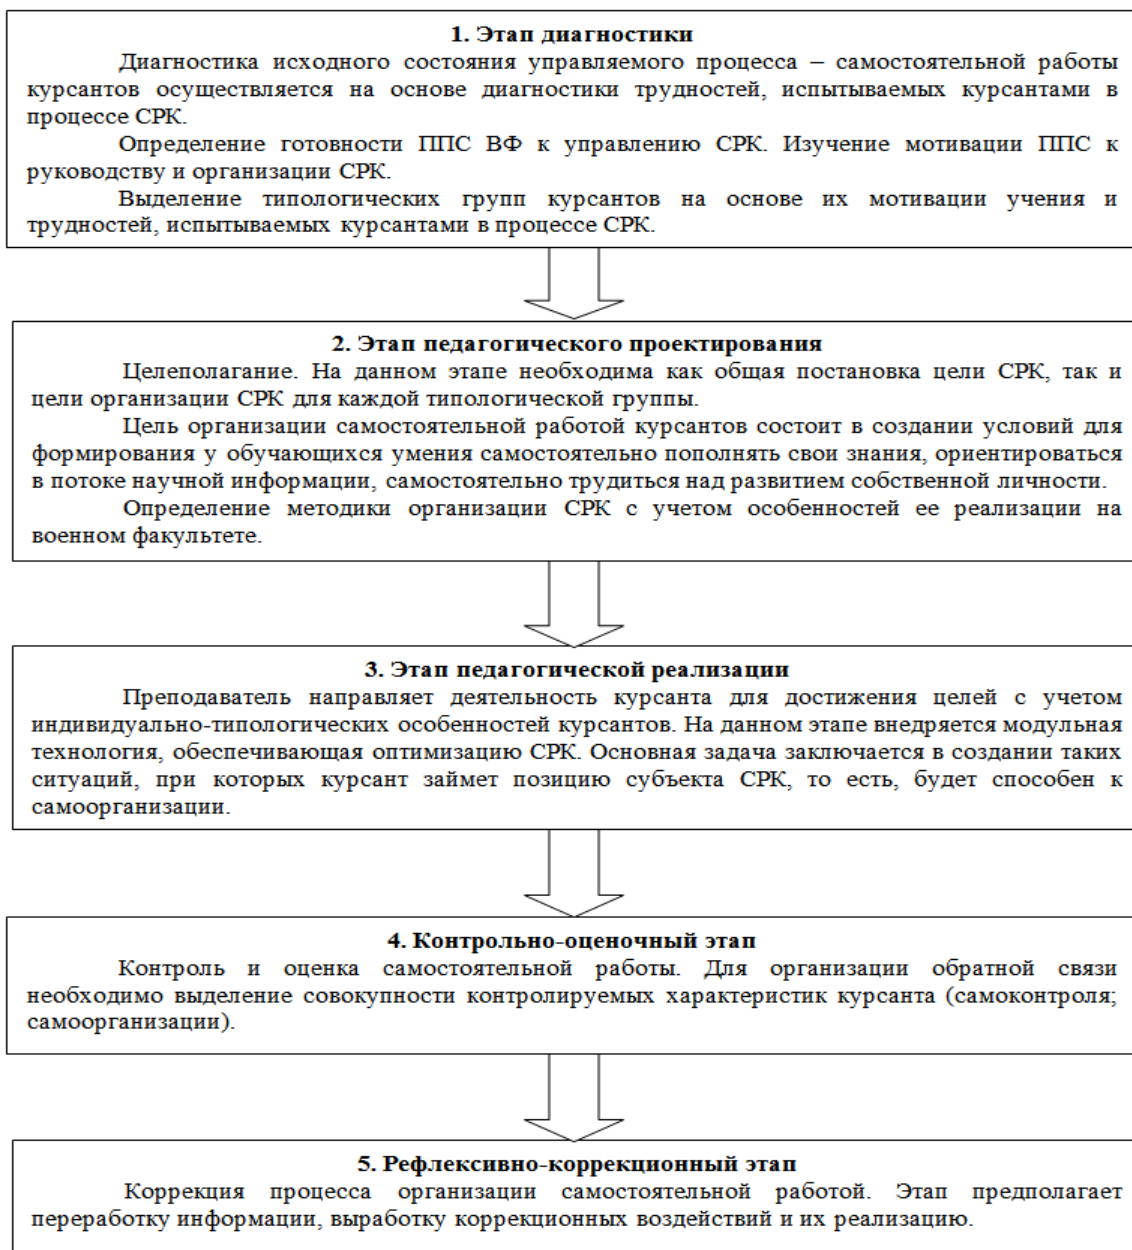 1. Этап диагностики
Диагностика исходного состояния управляемого процесса – самостоятельной работы
курсантов осуществляется на основе диагностики трудностей, испытываемых курсантами в
процессе СРК.
Определение готовности ППС ВФ к управлению СРК. Изучение мотивации ППС к
руководству и организации СРК.
Выделение типологических групп курсантов на основе их мотивации учения и
трудностей, испытываемых курсантами в процессе СРК.
2. Этап педагогического проектирования
Целеполагание. На данном этапе необходима как общая постановка цели СРК, так и
цели организации СРК для каждой типологической группы.
Цель организации самостоятельной работой курсантов состоит в создании условий для
формирования у обучающихся умения самостоятельно пополнять свои знания, ориентироваться
в потоке научной информации, самостоятельно трудиться над развитием собственной личности.
Определение методики организации СРК с учетом особенностей ее реализации на
военном факультете.
3. Этап педагогической реализации
Преподаватель направляет деятельность курсанта для достижения целей с учетом
индивидуально-типологических особенностей курсантов. На данном этапе внедряется модульная
технология, обеспечивающая оптимизацию СРК. Основная задача заключается в создании таких
ситуаций, при которых курсант займет позицию субъекта СРК, то есть, будет способен к
самоорганизации.
4. Контрольно-оценочный этап
Контроль и оценка самостоятельной работы. Для организации обратной связи
необходимо выделение совокупности контролируемых характеристик курсанта (самоконтроля;
самоорганизации).
5. Рефлексивно-коррекционный этап
Коррекция процесса организации самостоятельной работой. Этап предполагает
переработку информации, выработку коррекционных воздействий и их реализацию.